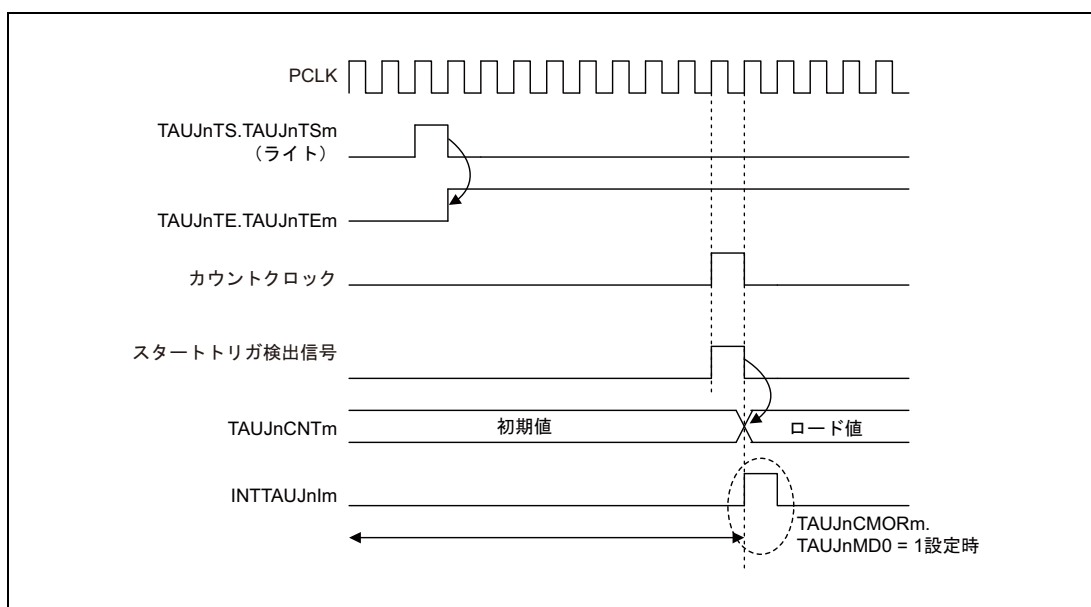 PCLK
TAUJnTS.TAUJnTSm
（ライト）
TAUJnTE.TAUJnTEm
カウントクロック
スタートトリガ検出信号
TAUJnCNTm
初期値
ロード値
INTTAUJnIm
TAUJnCMORm.
TAUJnMD0 = 1設定時